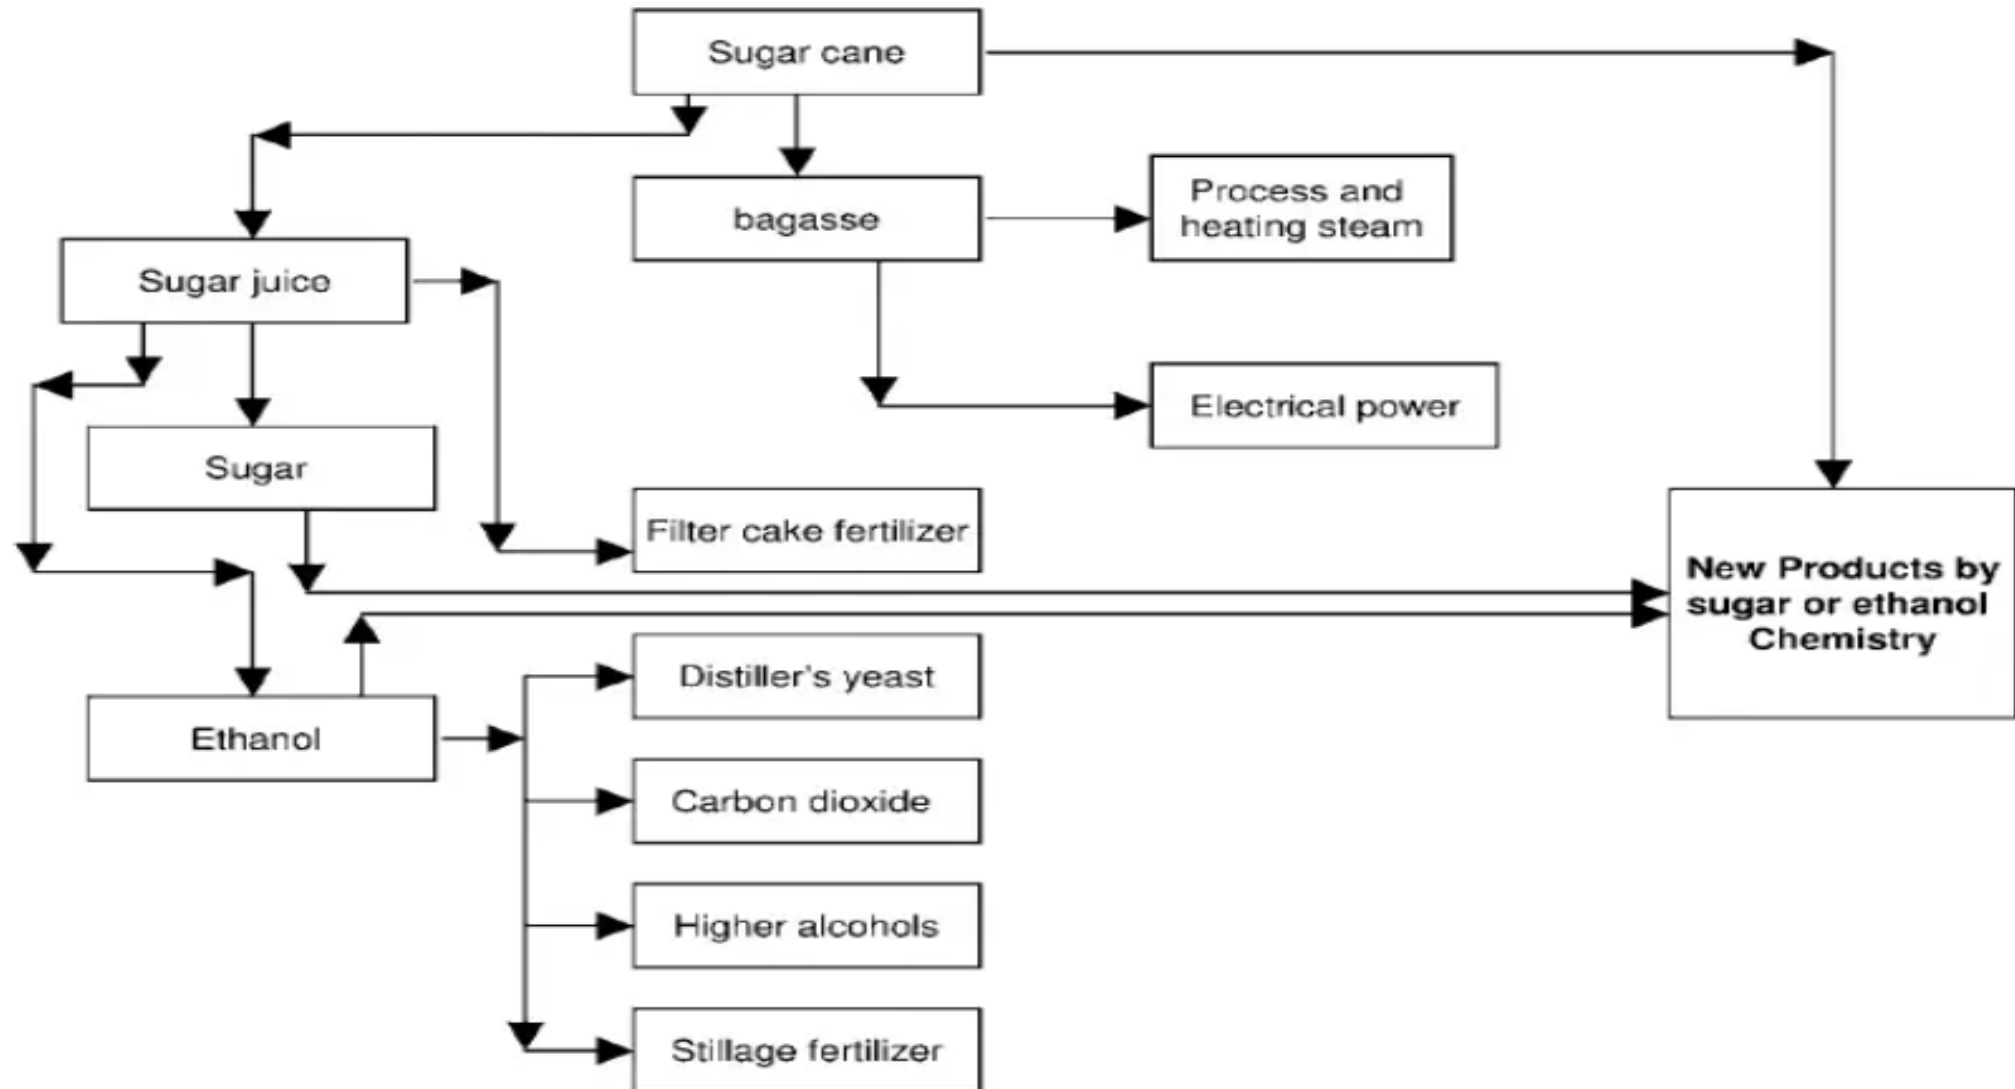 Sugar cane
bagasse
Process and
heating steam
Sugar juice
Electrical power
Sugar
Filter cake fertilizer
New Products by
sugar or ethanol
Chemistry
Distiller's yeast
Ethanol
Carbon dioxide
Higher alcohols
Stillage fertilizer